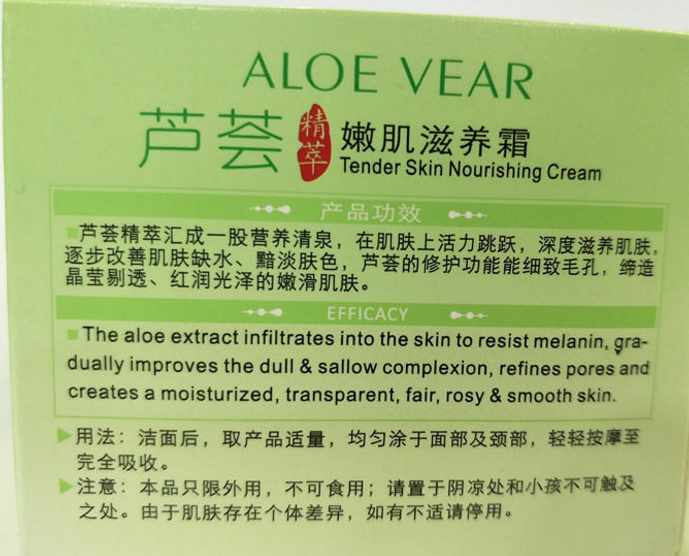 ALOE VEAR
芦荟 精萃 嫩肌滋养霜
Tender Skin Nourishing Cream
产品功效
芦荟精萃汇成一股营养清泉，在肌肤上活力跳跃，深度滋养肌肤，
逐步改善肌肤缺水、黯淡肤色，芦荟的修护功能能细致毛孔，缔造
晶莹剔透、红润光泽的嫩滑肌肤。
EFFICACY
The aloe extract infiltrates into the skin to resist melanin, gra-
dually improves the dull & sallow complexion, refines pores and
creates a moisturized, transparent, fair, rosy & smooth skin.
用法：洁面后，取产品适量，均匀涂于面部及颈部，轻轻按摩至
完全吸收。
注意：本品只限外用，不可食用；请置于阴凉处和小孩不可触及
之处。由于肌肤存在个体差异，如有不适请停用。